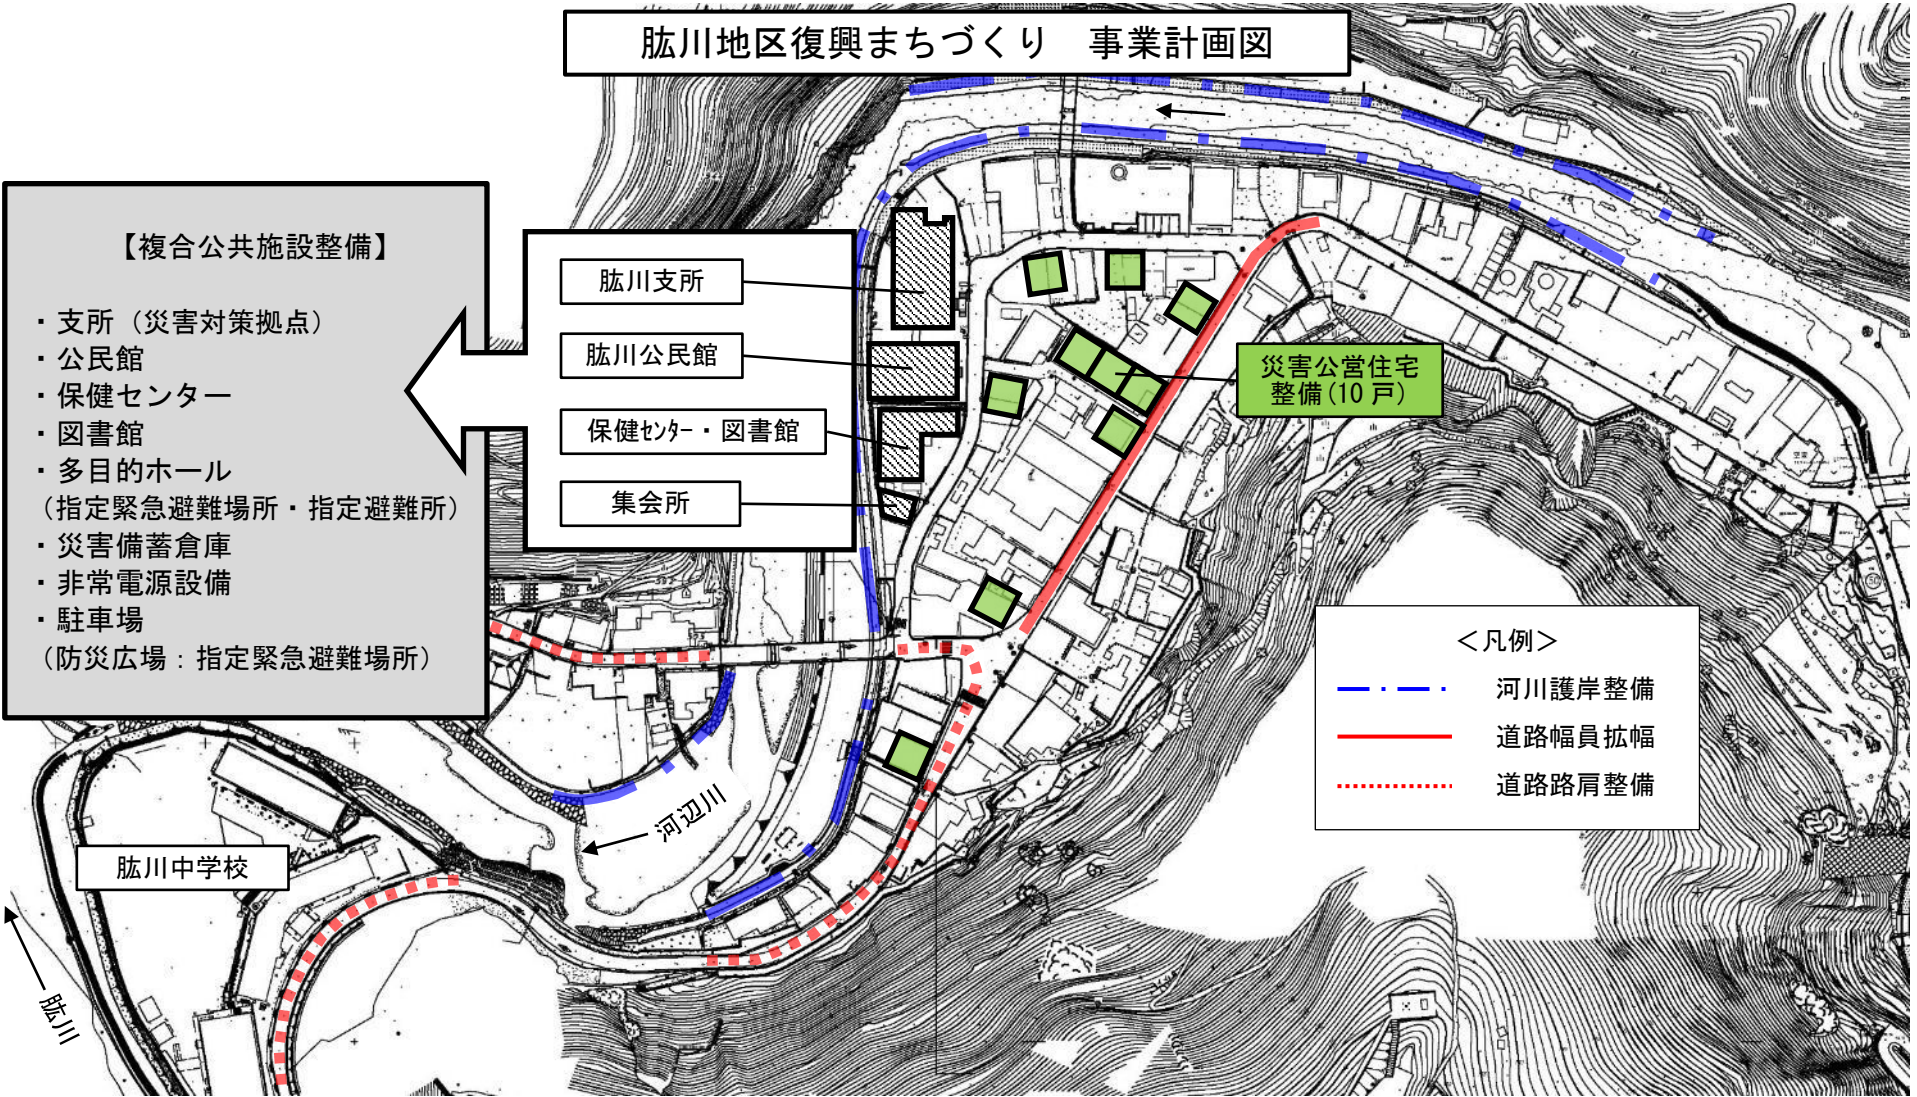 肱川地区復興まちづくり　事業計画図
【複合公共施設整備】
・支所（災害対策拠点）
・公民館
・保健センター
・図書館
・多目的ホール
（指定緊急避難場所・指定避難所）
・災害備蓄倉庫
・非常電源設備
・駐車場
（防災広場：指定緊急避難場所）
肱川支所
肱川公民館
保健ｾﾝﾀｰ・図書館
集会所
災害公営住宅
整備(10戸)
＜凡例＞
河川護岸整備
道路幅員拡幅
道路路肩整備
河辺川
肱川中学校
肱川